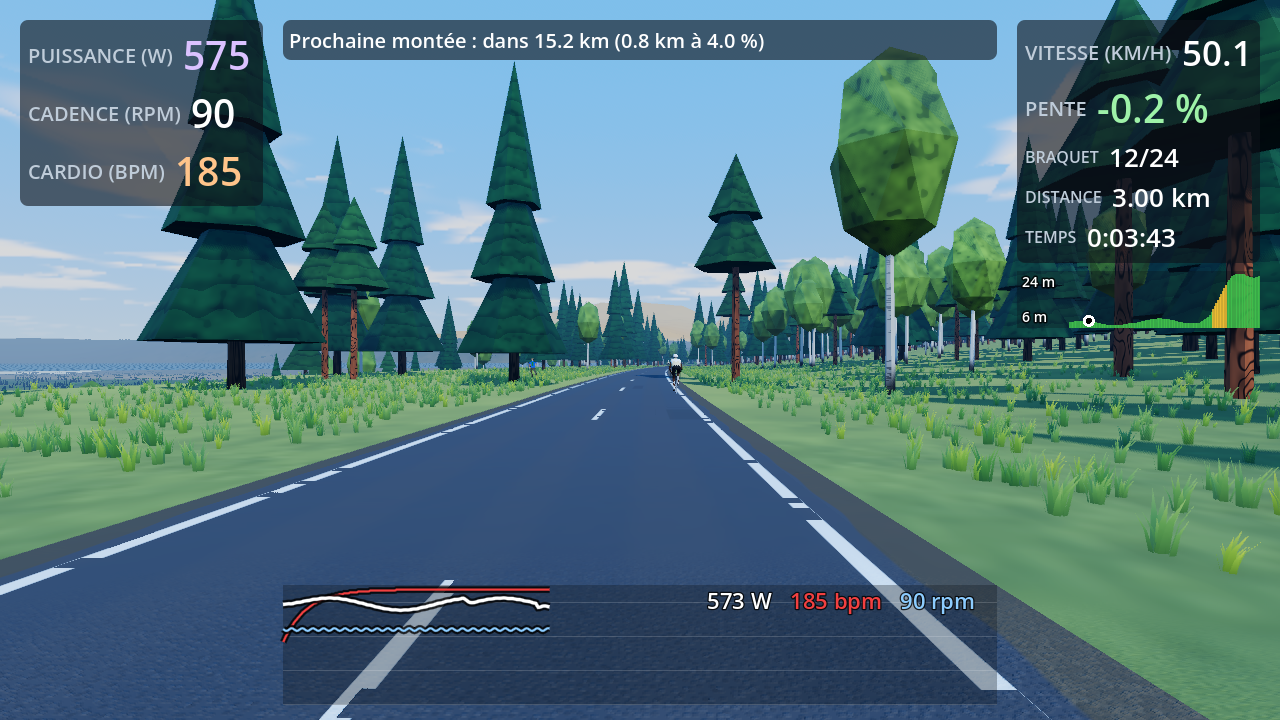 PUISSANCE (W) 575
CADENCE (RPM) 90
CARDIO (BPM) 185
Prochaine montée : dans 15.2 km (0.8 km à 4.0 %)
VITESSE (KM/H) 50.1
PENTE -0.2 %
BRAQUET 12/24
DISTANCE 3.00 km
TEMPS 0:03:43
24 m
6 m
573 W 185 bpm 90 rpm